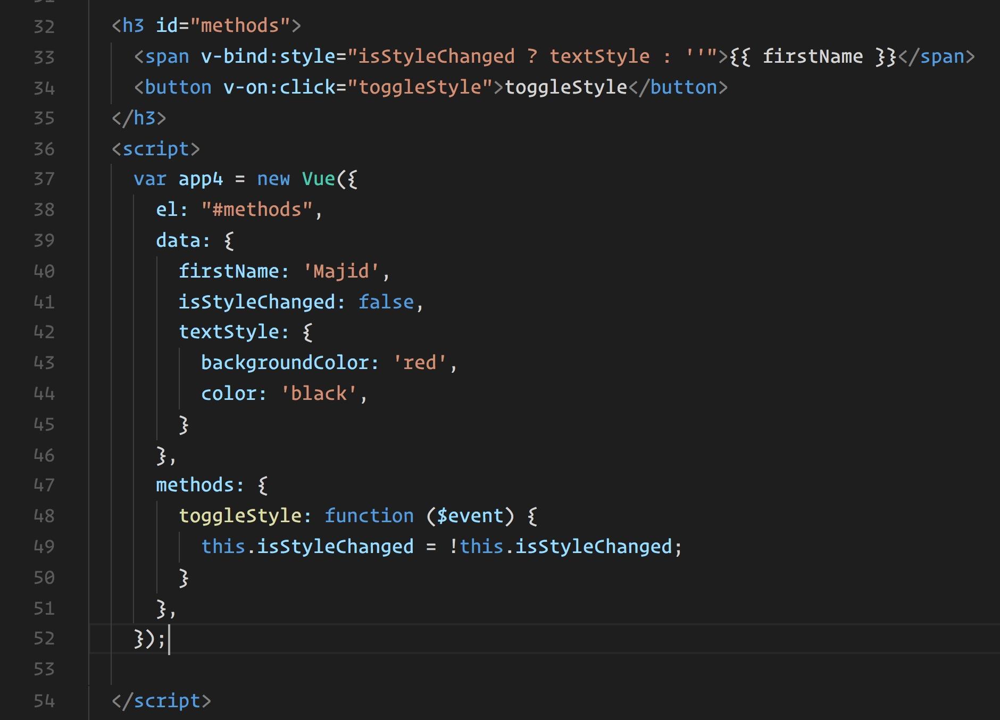 32 <h3 id="methods">
33 <span v-bind:style="isStyleChanged ? textStyle : ''">{{ firstName }}</span>
34 <button v-on:click="toggleStyle">toggleStyle</button>
35 </h3>
36 <script>
37 var app4 = new Vue({
38 el: "#methods",
39 data: {
40 firstName: 'Majid',
41 isStyleChanged: false,
42 textStyle: {
43 backgroundColor: 'red',
44 color: 'black',
45 }
46 },
47 methods: {
48 toggleStyle: function ($event) {
49 this.isStyleChanged = !this.isStyleChanged;
50 }
51 },
52 });
53
54 </script>